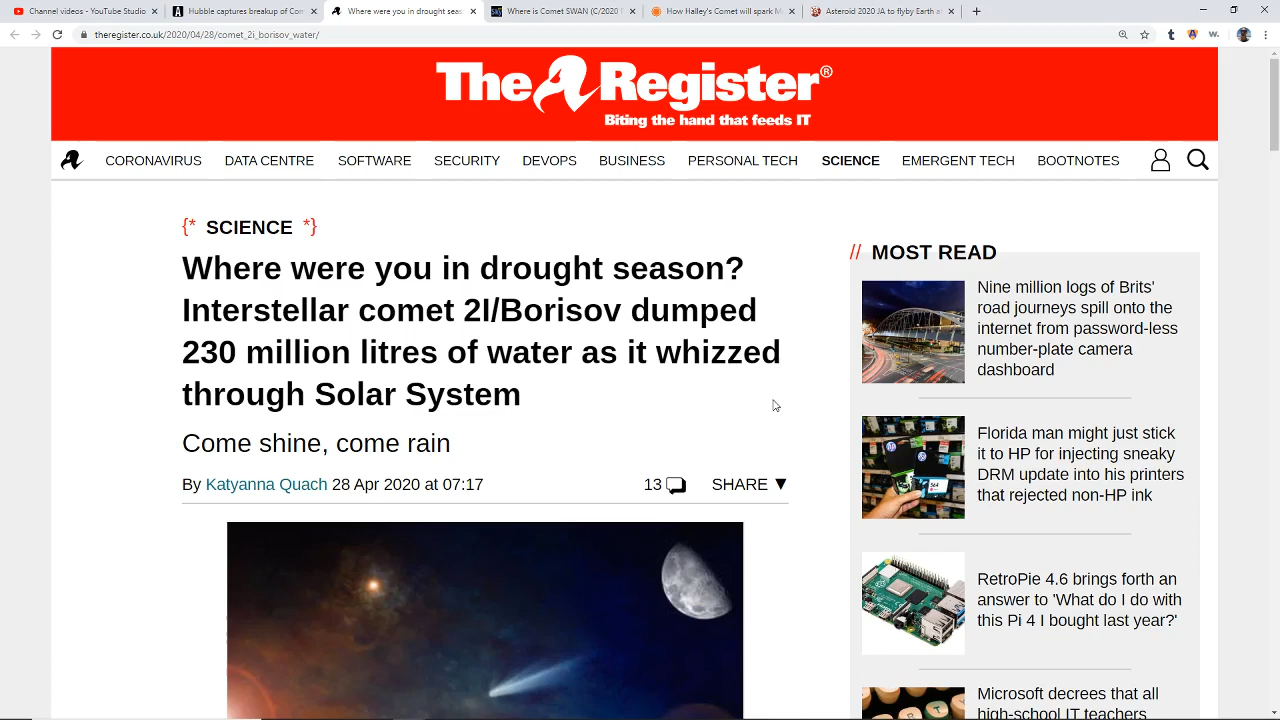 Channel videos - YouTube Studio
Hubble captures breakup of Com
Where were you in drought seas
Where is Comet SWAN (C/2020 F
How Halley's Comet will spark M
Asteroid 2020 JA to flyby Earth a
theregister.co.uk/2020/04/28/comet_2i_borisov_water/
The Register®
Biting the hand that feeds IT
CORONAVIRUS DATA CENTRE SOFTWARE SECURITY DEVOPS BUSINESS PERSONAL TECH SCIENCE EMERGENT TECH BOOTNOTES
{* SCIENCE *}
Where were you in drought season?
Interstellar comet 2I/Borisov dumped
230 million litres of water as it whizzed
through Solar System
Come shine, come rain
By Katyanna Quach 28 Apr 2020 at 07:17
13 SHARE ▼
// MOST READ
Nine million logs of Brits'
road journeys spill onto the
internet from password-less
number-plate camera
dashboard
Florida man might just stick
it to HP for injecting sneaky
DRM update into his printers
that rejected non-HP ink
RetroPie 4.6 brings forth an
answer to 'What do I do with
this Pi 4 I bought last year?'
Microsoft decrees that all
high-school IT teachers